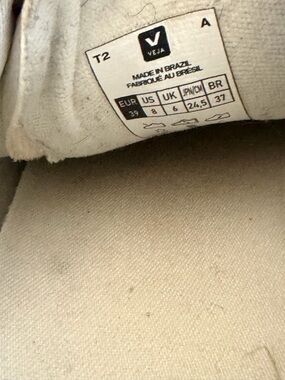 T2
V
VEJA
A
MADE IN BRAZIL
FABRIQUÉ AU BRÉSIL
EUR US UK JPN/CM BR
39 8 6 24,5 37